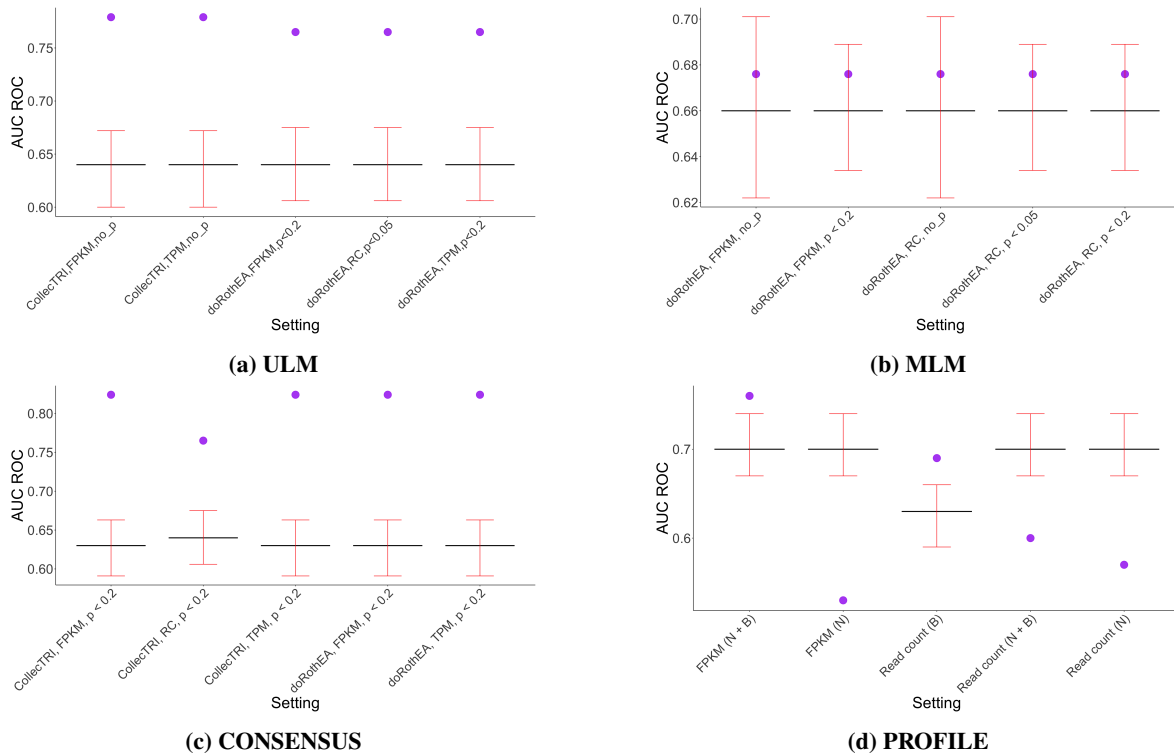 AUC ROC
0.75
0.70
0.65
0.60
CollecTRI,FPKM,no_p
CollecTRI,TPM,no_p
doRothEA,FPKM,p<0.2
doRothEA,RC,p<0.05
doRothEA,TPM,p<0.2
Setting
(a) ULM
AUC ROC
0.70
0.68
0.66
0.64
0.62
doRothEA, FPKM, no_p
doRothEA, FPKM, p < 0.2
doRothEA, RC, no_p
doRothEA, RC, p < 0.05
doRothEA, RC, p < 0.2
Setting
(b) MLM
AUC ROC
0.80
0.75
0.70
0.65
0.60
CollecTRI, FPKM, p < 0.2
CollecTRI, RC, p < 0.2
CollecTRI, TPM, p < 0.2
doRothEA, FPKM, p < 0.2
doRothEA, TPM, p < 0.2
Setting
(c) CONSENSUS
AUC ROC
0.7
0.6
FPKM (N + B)
FPKM (N)
Read count (B)
Read count (N + B)
Read count (N)
Setting
(d) PROFILE